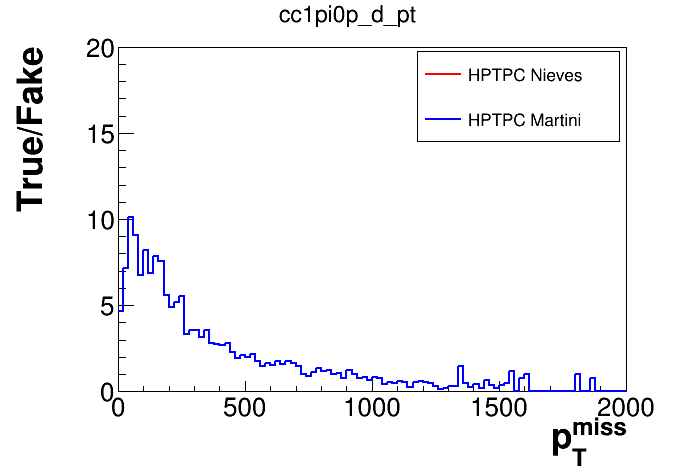 cc1pi0p_d_pt
True/Fake
20
15
10
5
0
HPTPC Nieves
HPTPC Martini
0 500 1000 1500 2000
p_T^miss